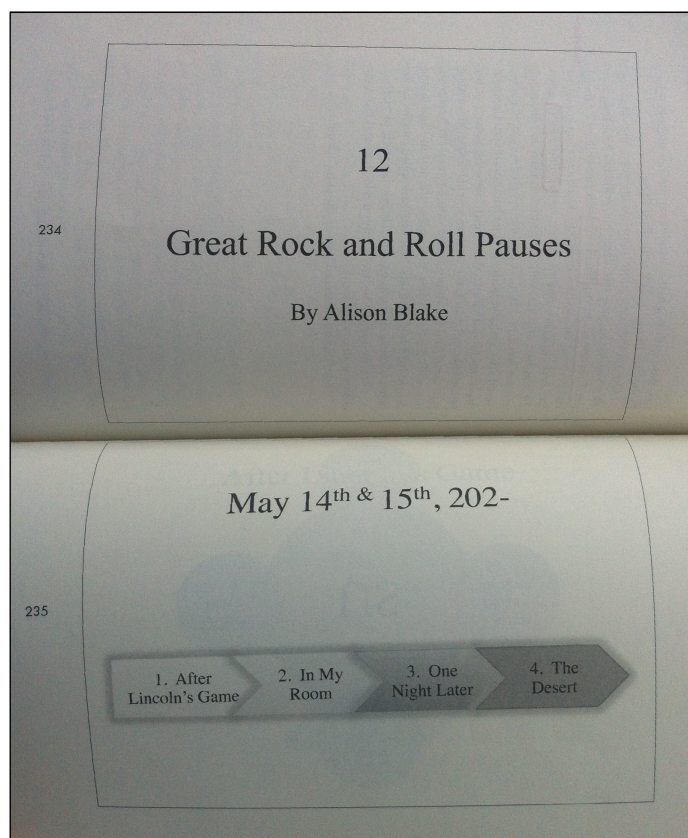 12
234
Great Rock and Roll Pauses
By Alison Blake
May 14th & 15th, 202-
235
1. After
Lincoln's Game
2. In My
Room
3. One
Night Later
4. The
Desert